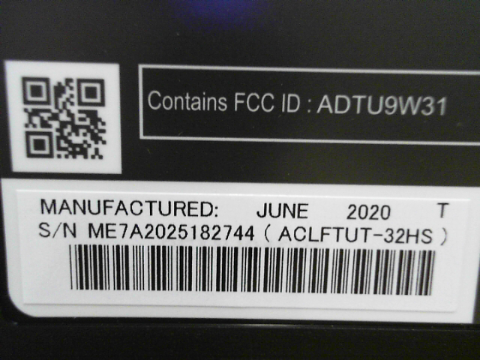 Contains FCC ID : ADTU9W31
MANUFACTURED: JUNE 2020 T
S/N ME7A2025182744 ( ACLFTUT-32HS )